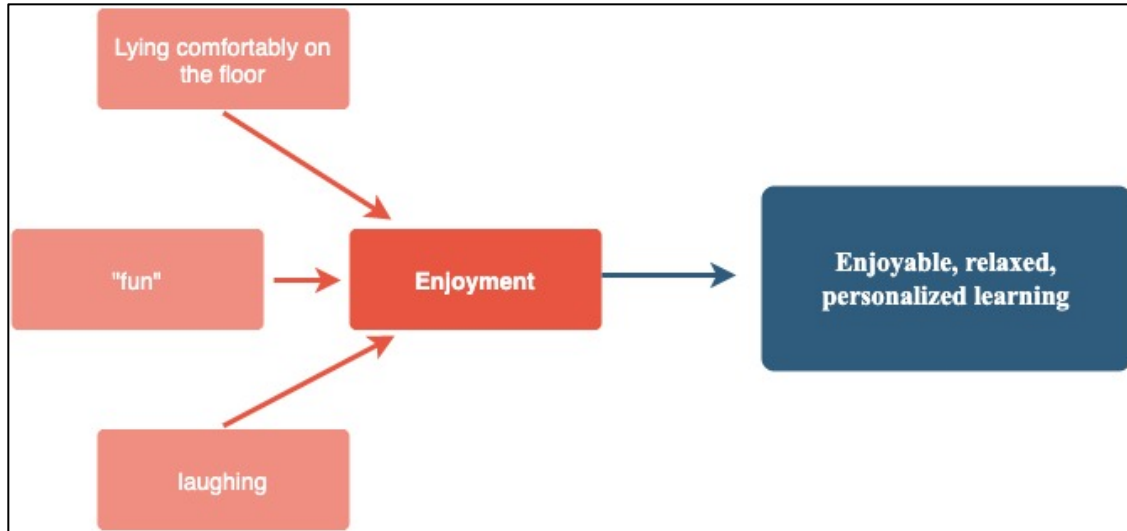 Lying comfortably on
the floor
"fun"
Enjoyment
Enjoyable, relaxed,
personalized learning
laughing